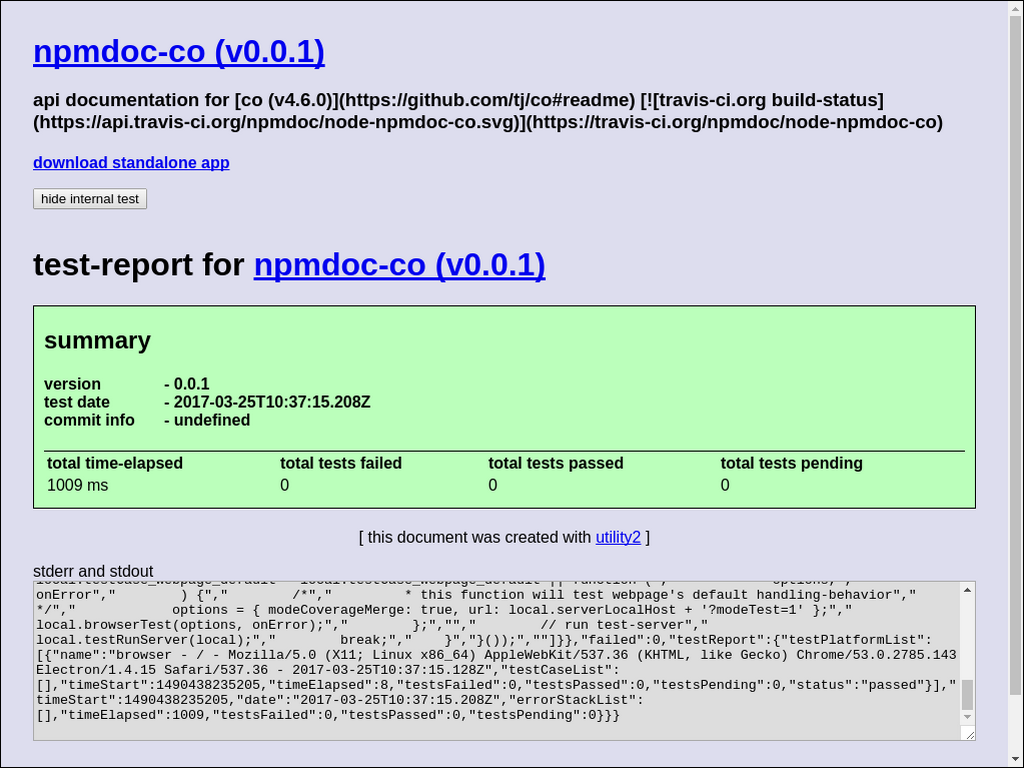 npmdoc-co (v0.0.1)
api documentation for [co (v4.6.0)](https://github.com/tj/co#readme) [![travis-ci.org build-status]
(https://api.travis-ci.org/npmdoc/node-npmdoc-co.svg)](https://travis-ci.org/npmdoc/node-npmdoc-co)
download standalone app
hide internal test
test-report for npmdoc-co (v0.0.1)
summary
version - 0.0.1
test date - 2017-03-25T10:37:15.208Z
commit info - undefined
total time-elapsed total tests failed total tests passed total tests pending
1009 ms 0 0 0
[ this document was created with utility2 ]
stderr and stdout
onError","        ) {","        /*","         * this function will test webpage's default handling-behavior","
*/","            options = { modeCoverageMerge: true, url: local.serverLocalHost + '?modeTest=1' };","
local.browserTest(options, onError);","        };","","        // run test-server","
local.testRunServer(local);","        break;","    }","}());",""]}},"failed":0,"testReport":{"testPlatformList":
[{"name":"browser - / - Mozilla/5.0 (X11; Linux x86_64) AppleWebKit/537.36 (KHTML, like Gecko) Chrome/53.0.2785.143
Electron/1.4.15 Safari/537.36 - 2017-03-25T10:37:15.128Z","testCaseList":
[],"timeStart":1490438235205,"timeElapsed":8,"testsFailed":0,"testsPassed":0,"testsPending":0,"status":"passed"}],"
timeStart":1490438235205,"date":"2017-03-25T10:37:15.208Z","errorStackList":
[],"timeElapsed":1009,"testsFailed":0,"testsPassed":0,"testsPending":0}}}